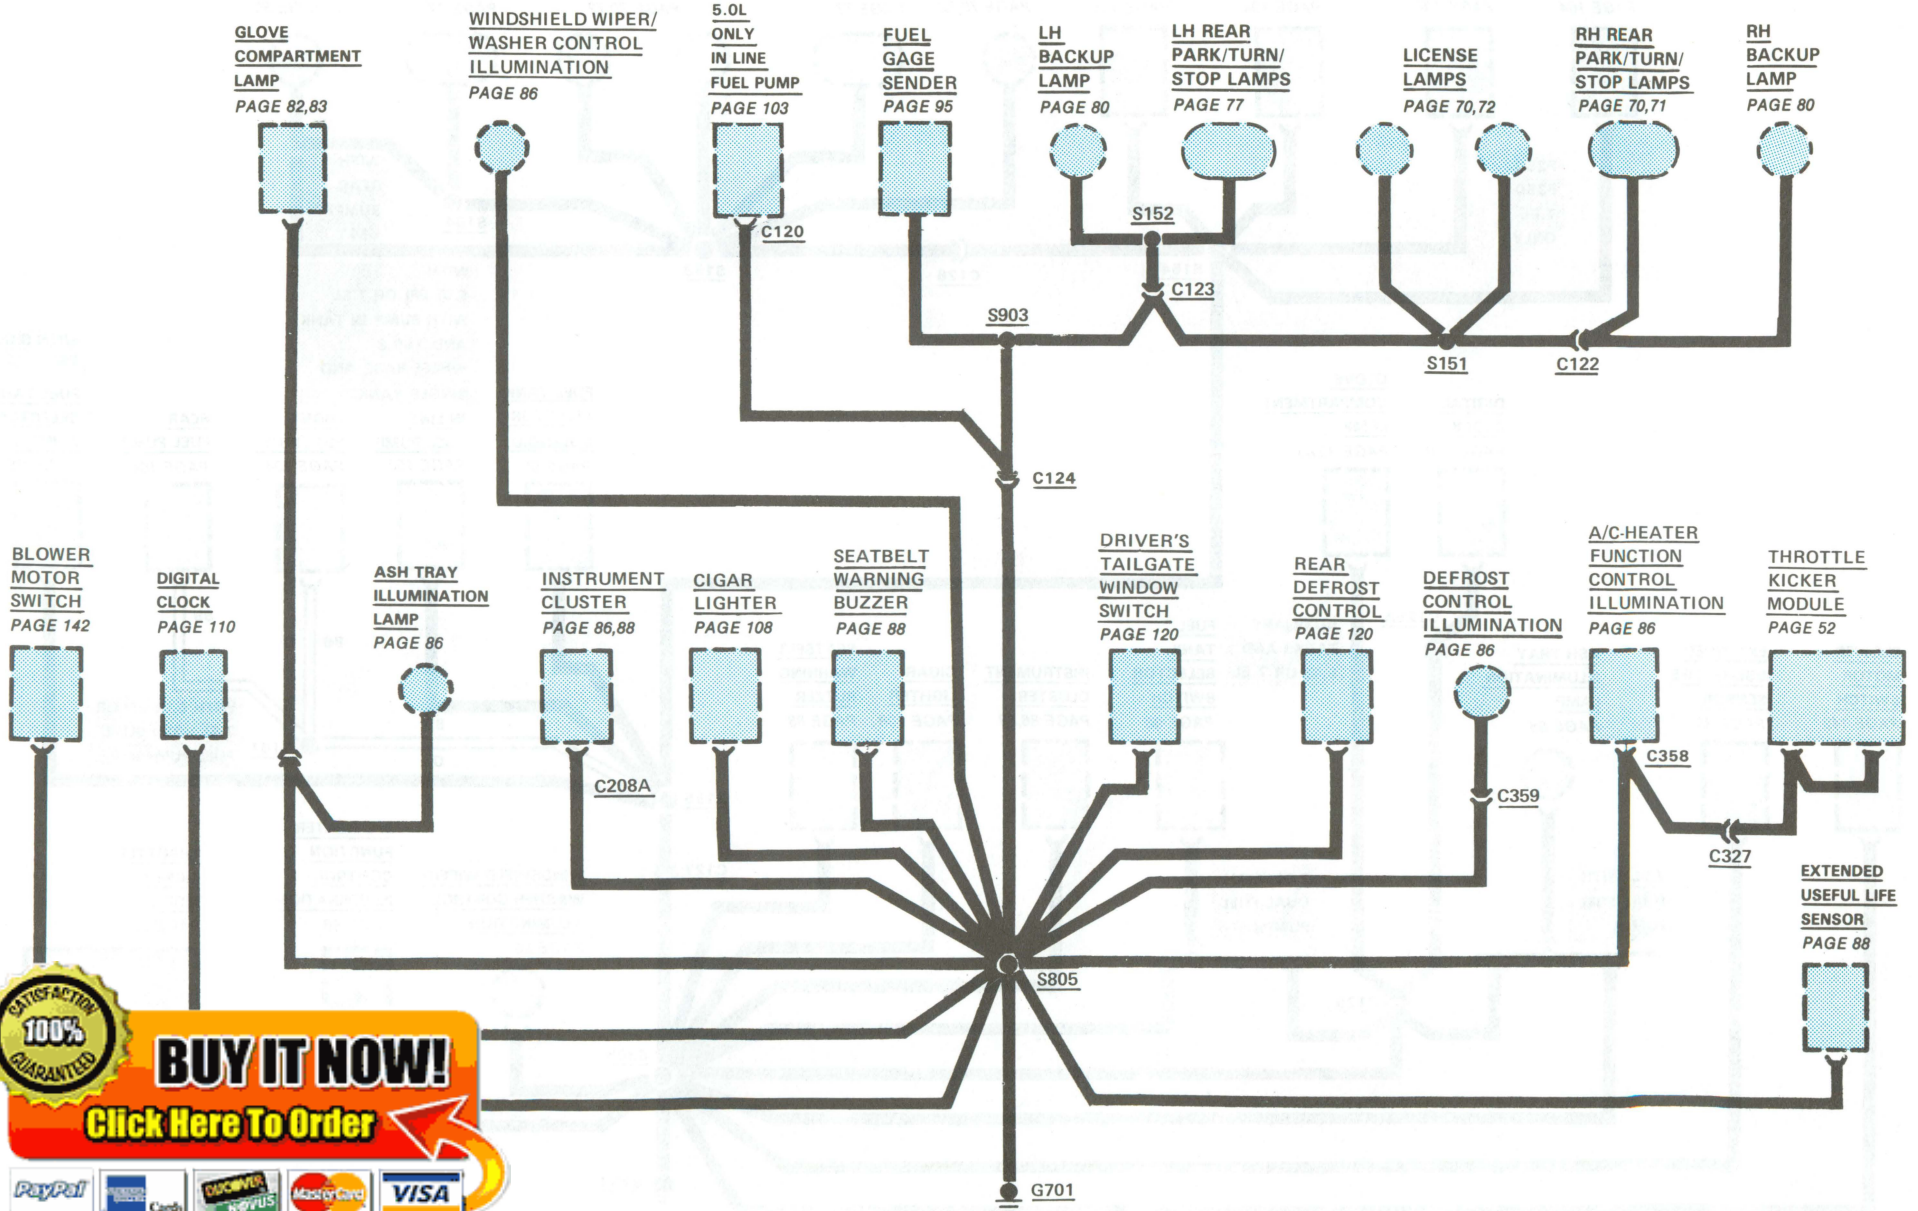 GLOVE
COMPARTMENT
LAMP
PAGE 82,83
WINDSHIELD WIPER/
WASHER CONTROL
ILLUMINATION
PAGE 86
5.0L
ONLY
IN LINE
FUEL PUMP
PAGE 103
FUEL
GAGE
SENDER
PAGE 95
LH
BACKUP
LAMP
PAGE 80
LH REAR
PARK/TURN/
STOP LAMPS
PAGE 77
LICENSE
LAMPS
PAGE 70,72
RH REAR
PARK/TURN/
STOP LAMPS
PAGE 70,71
RH
BACKUP
LAMP
PAGE 80
C120
S152
C123
S903
S151
C122
C124
BLOWER
MOTOR
SWITCH
PAGE 142
DIGITAL
CLOCK
PAGE 110
ASH TRAY
ILLUMINATION
LAMP
PAGE 86
INSTRUMENT
CLUSTER
PAGE 86,88
CIGAR
LIGHTER
PAGE 108
SEATBELT
WARNING
BUZZER
PAGE 88
DRIVER'S
TAILGATE
WINDOW
SWITCH
PAGE 120
REAR
DEFROST
CONTROL
PAGE 120
DEFROST
CONTROL
ILLUMINATION
PAGE 86
A/C-HEATER
FUNCTION
CONTROL
ILLUMINATION
PAGE 86
THROTTLE
KICKER
MODULE
PAGE 52
C208A
C359
C358
C327
EXTENDED
USEFUL LIFE
SENSOR
PAGE 88
S805
G701
SATISFACTION
100%
GUARANTEED
BUY IT NOW!
Click Here To Order
PayPal
Cards
DISCOVER
NOVUS
MasterCard
VISA